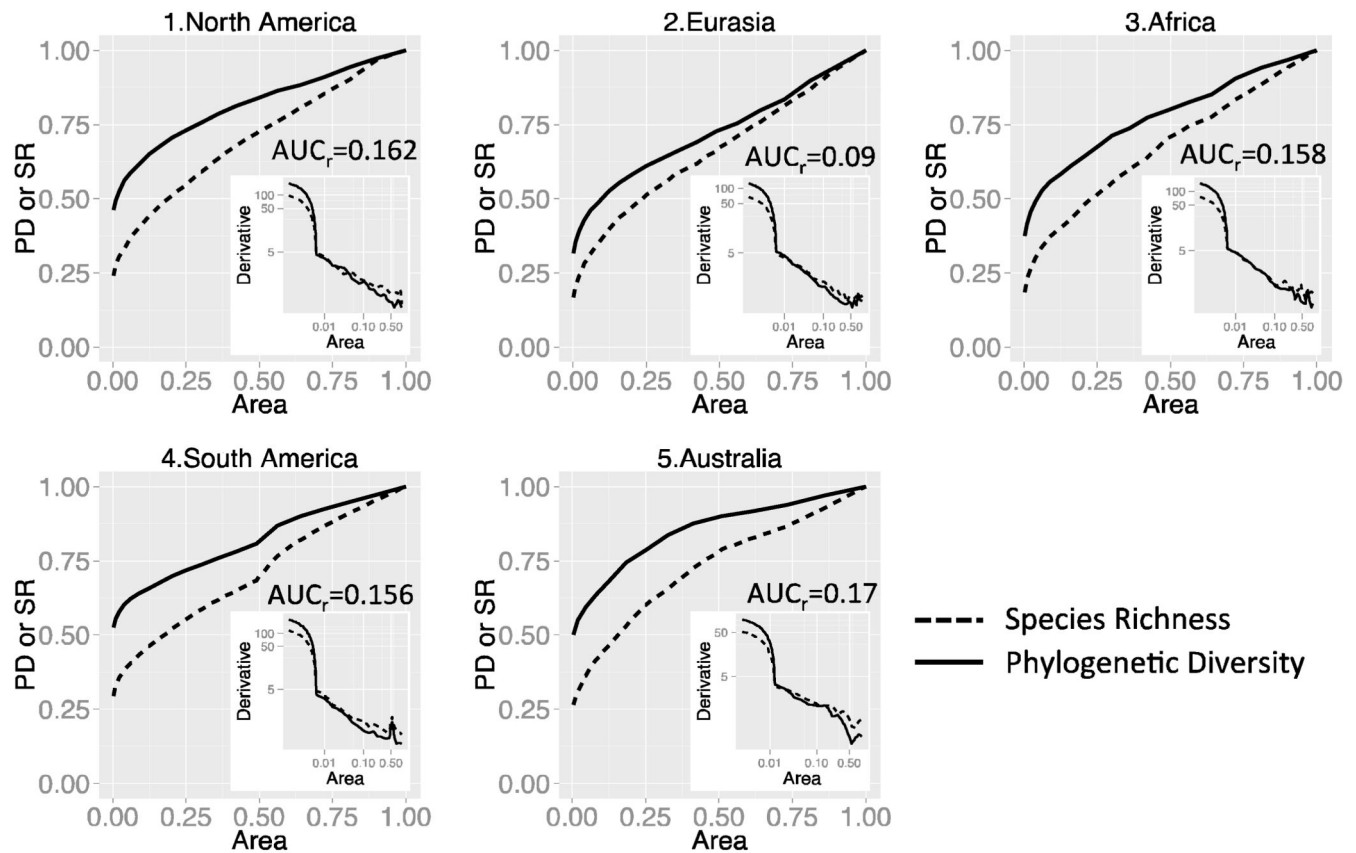 1.North America
1.00
0.75
0.50
0.25
0.00
PD or SR
AUCr=0.162
100
50
5
Derivative
0.01 0.10 0.50
Area
0.00 0.25 0.50 0.75 1.00
Area
2.Eurasia
1.00
0.75
0.50
0.25
0.00
PD or SR
AUCr=0.09
100
50
5
Derivative
0.01 0.10 0.50
Area
0.00 0.25 0.50 0.75 1.00
Area
3.Africa
1.00
0.75
0.50
0.25
0.00
PD or SR
AUCr=0.158
100
50
5
Derivative
0.01 0.10 0.50
Area
0.00 0.25 0.50 0.75 1.00
Area
4.South America
1.00
0.75
0.50
0.25
0.00
PD or SR
AUCr=0.156
100
50
5
Derivative
0.01 0.10 0.50
Area
0.00 0.25 0.50 0.75 1.00
Area
5.Australia
1.00
0.75
0.50
0.25
0.00
PD or SR
AUCr=0.17
50
5
Derivative
0.01 0.10 0.50
Area
0.00 0.25 0.50 0.75 1.00
Area
Species Richness
Phylogenetic Diversity